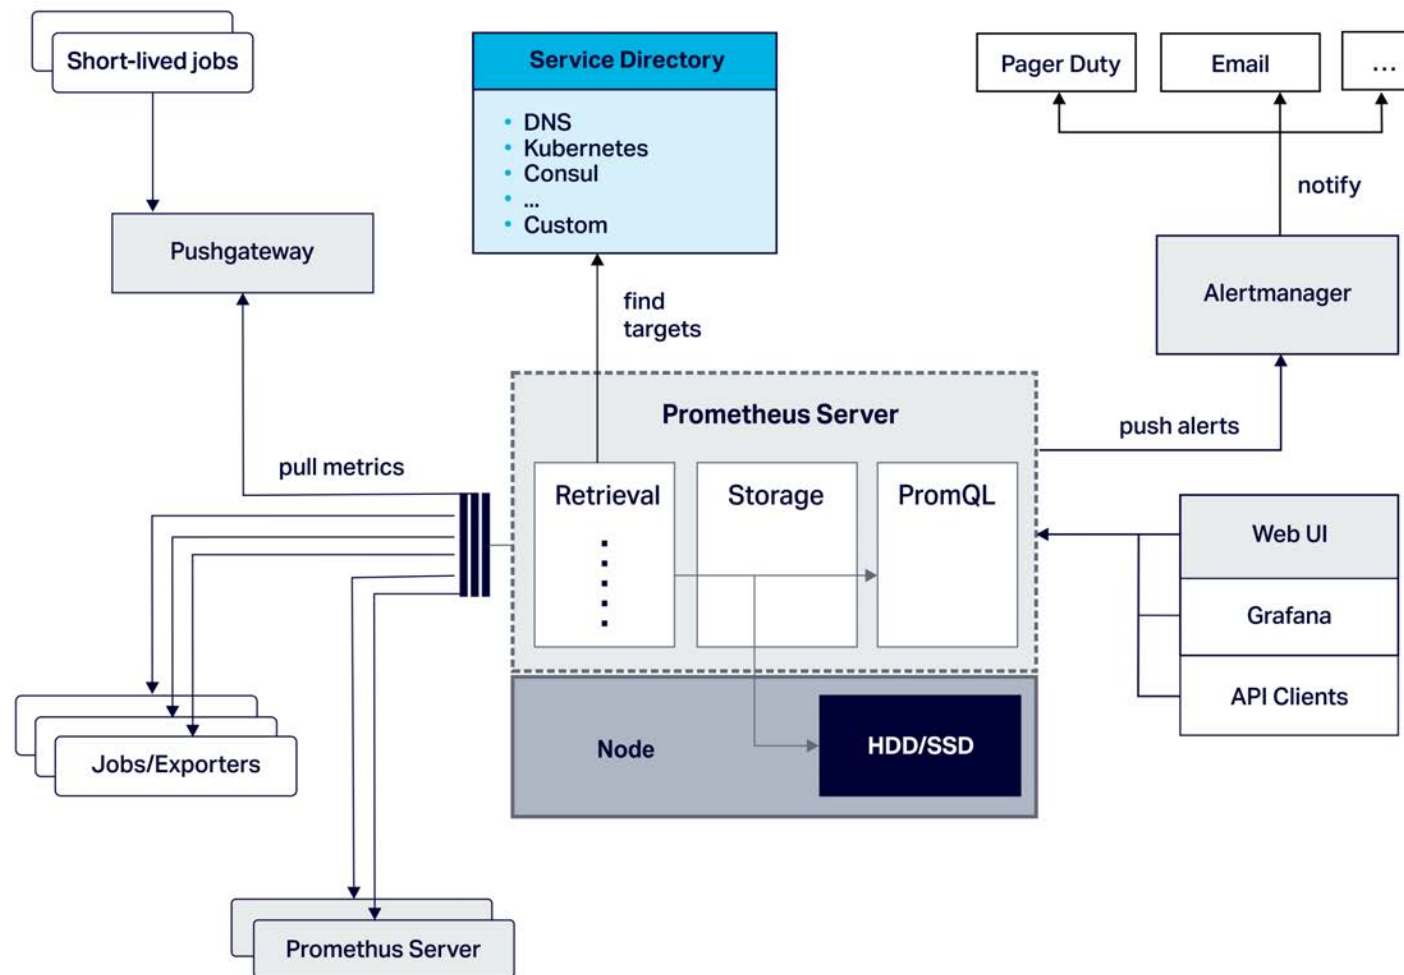 Short-lived jobs
Service Directory
• DNS
• Kubernetes
• Consul
• ...
• Custom
Pager Duty
Email
...
notify
Pushgateway
Alertmanager
find
targets
Prometheus Server
push alerts
pull metrics
Retrieval
Storage
PromQL
Web UI
Grafana
API Clients
Node
HDD/SSD
Jobs/Exporters
Promethus Server